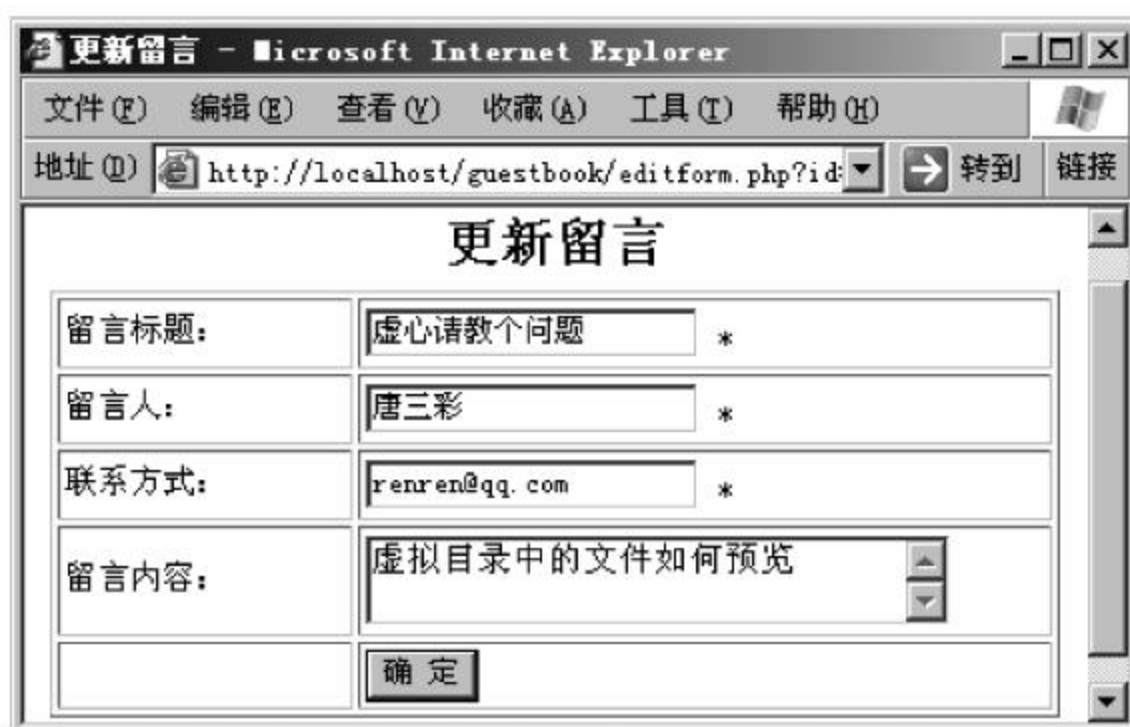 更新留言 - Microsoft Internet Explorer
文件(F) 编辑(E) 查看(V) 收藏(A) 工具(T) 帮助(H)
地址(D) http://localhost/guestbook/editform.php?id= 转到 链接
更新留言
留言标题： 虚心请教个问题 *
留言人： 唐三彩 *
联系方式： renren@qq.com *
留言内容： 虚拟目录中的文件如何预览
确 定